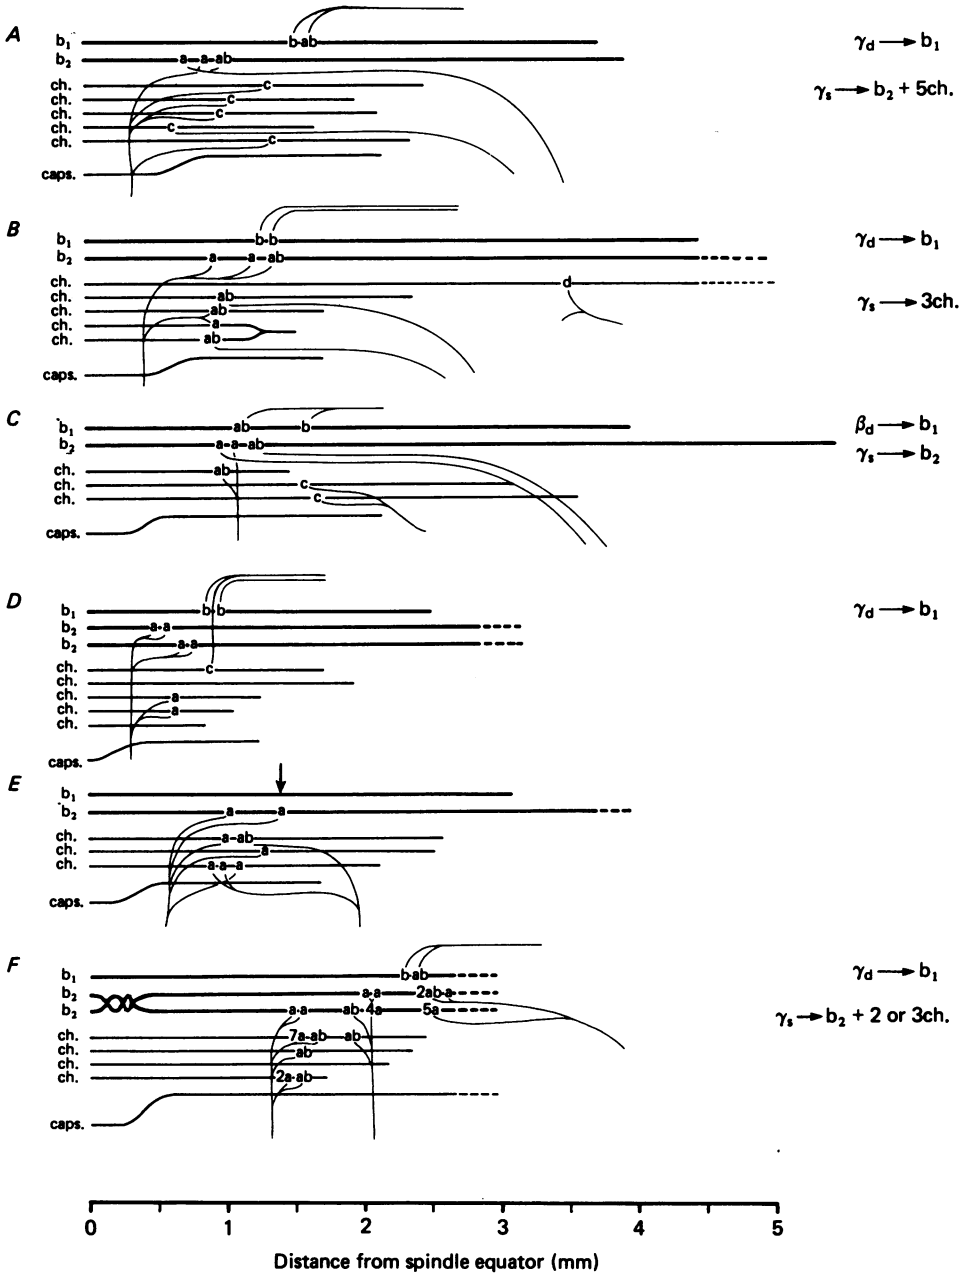 A
b₁ b ab γd → b₁
b₂ a a ab
ch. c γs → b₂ + 5ch.
ch. c
ch. c
ch. c
ch. c
caps.
B
b₁ b b γd → b₁
b₂ a a ab
ch. d
ch. ab γs → 3ch.
ch. ab
ch. a
ch. ab
caps.
C
b₁ ab b βd → b₁
b₂ a a ab γs → b₂
ch. ab
ch. c
ch. c
caps.
D
b₁ b b γd → b₁
b₂ a a
b₂ a a
ch. c
ch.
ch. a
ch. a
ch.
caps.
E
b₁
b₂ a a
ch. a ab
ch. a
ch. a a a
caps.
F
b₁ b ab γd → b₁
b₂ a a 2ab a
b₂ a a ab 4a 5a γs → b₂ + 2 or 3ch.
ch. 7a ab ab
ch. ab
ch.
ch. 2a ab
caps.
0 1 2 3 4 5
Distance from spindle equator (mm)